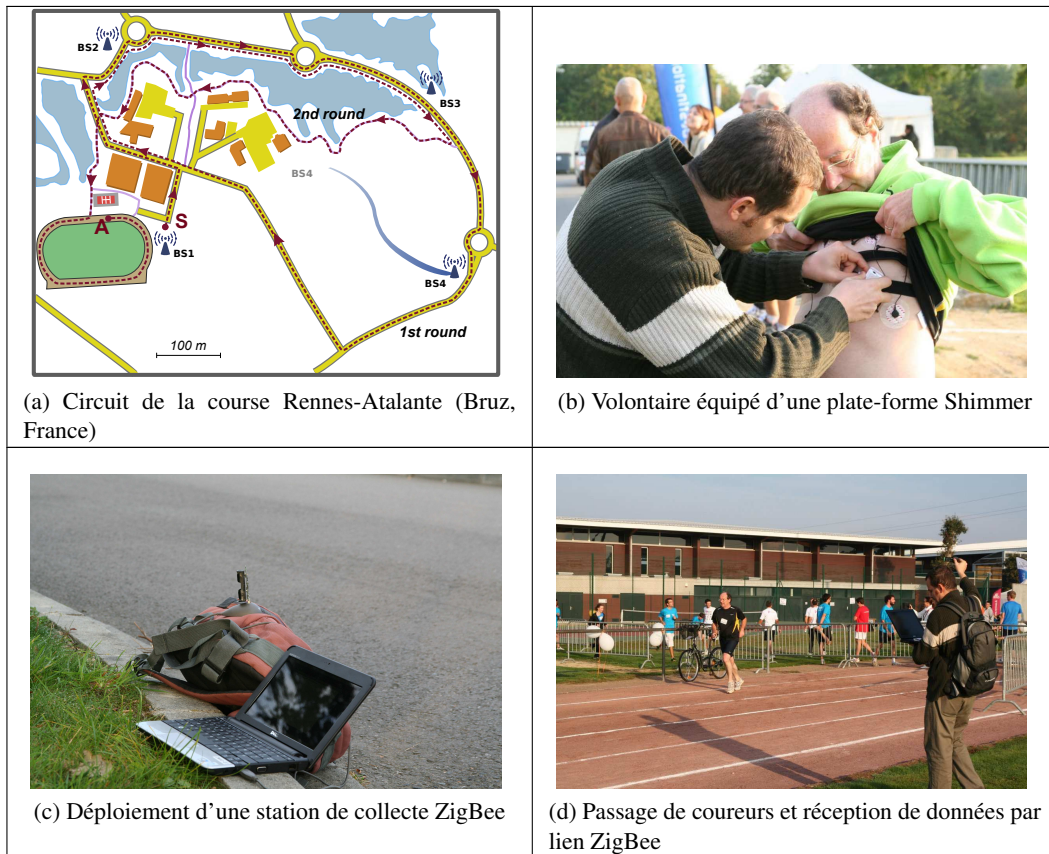 BS2
BS3
2nd round
BS4
A
S
BS1
BS4
1st round
100 m
(a) Circuit de la course Rennes-Atalante (Bruz,
France)
(b) Volontaire équipé d'une plate-forme Shimmer
(c) Déploiement d'une station de collecte ZigBee
(d) Passage de coureurs et réception de données par
lien ZigBee